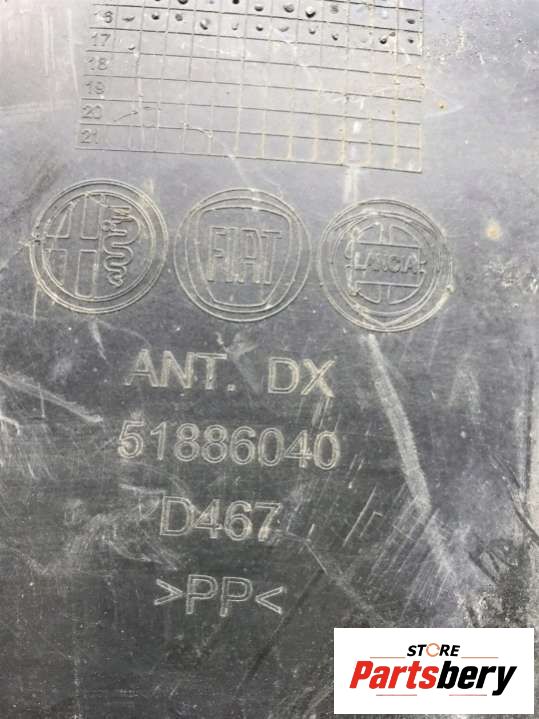 16
17
18
19
20
21
FIAT
LANCIA
ANT. DX
51886040
D467
>PP<
STORE
Partsbery